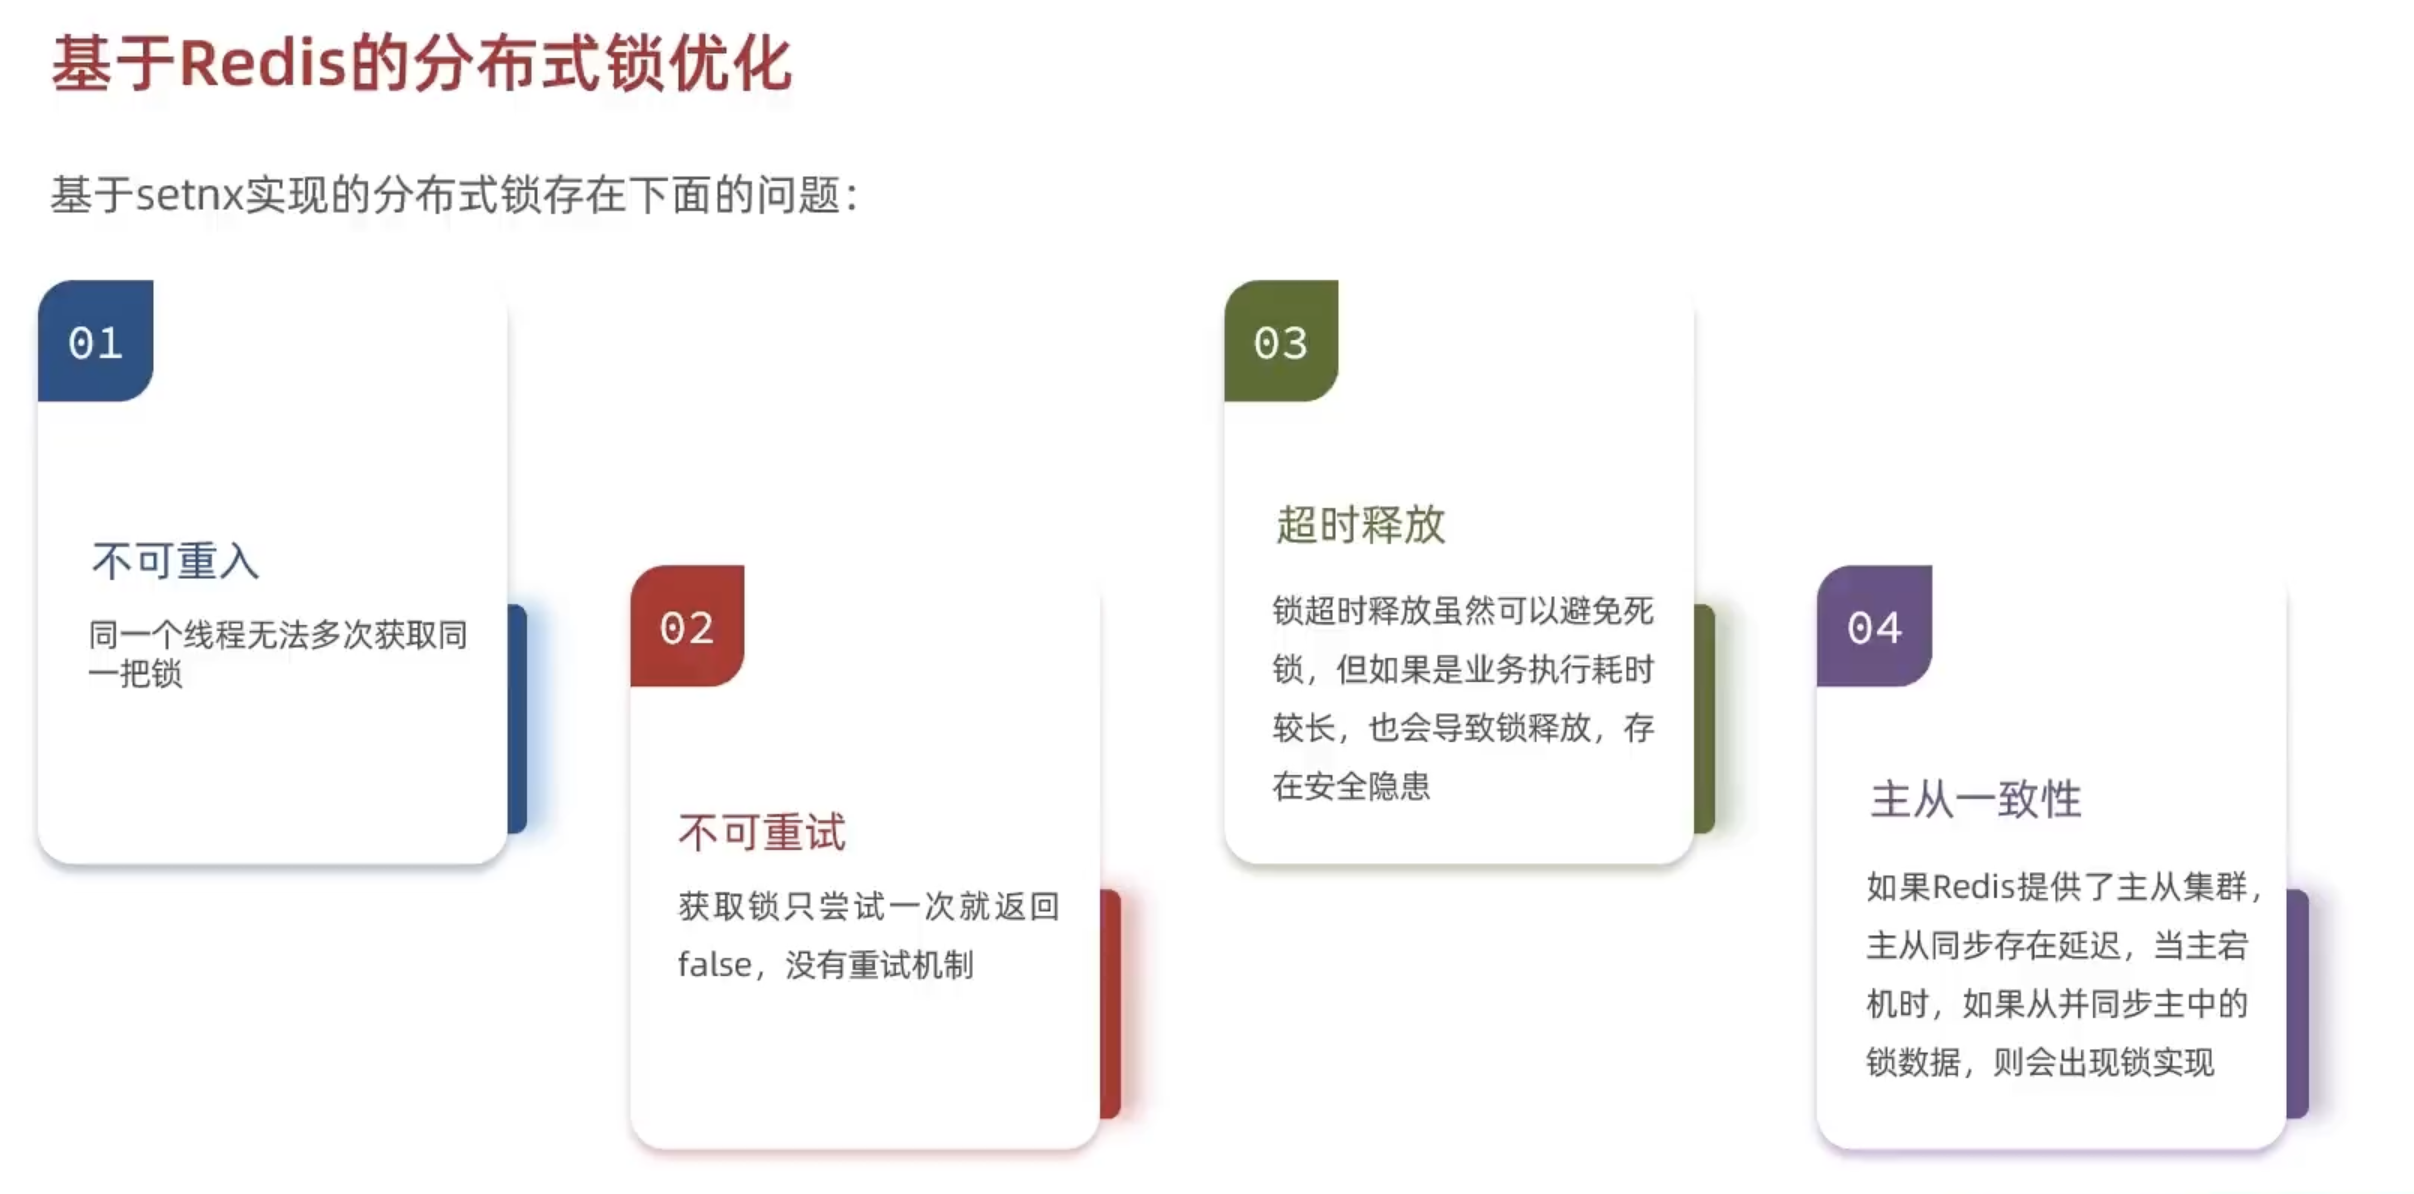 基于Redis的分布式锁优化
基于setnx实现的分布式锁存在下面的问题：
01
不可重入
同一个线程无法多次获取同
一把锁
02
不可重试
获取锁只尝试一次就返回
false，没有重试机制
03
超时释放
锁超时释放虽然可以避免死
锁，但如果是业务执行耗时
较长，也会导致锁释放，存
在安全隐患
04
主从一致性
如果Redis提供了主从集群，
主从同步存在延迟，当主宕
机时，如果从并同步主中的
锁数据，则会出现锁实现